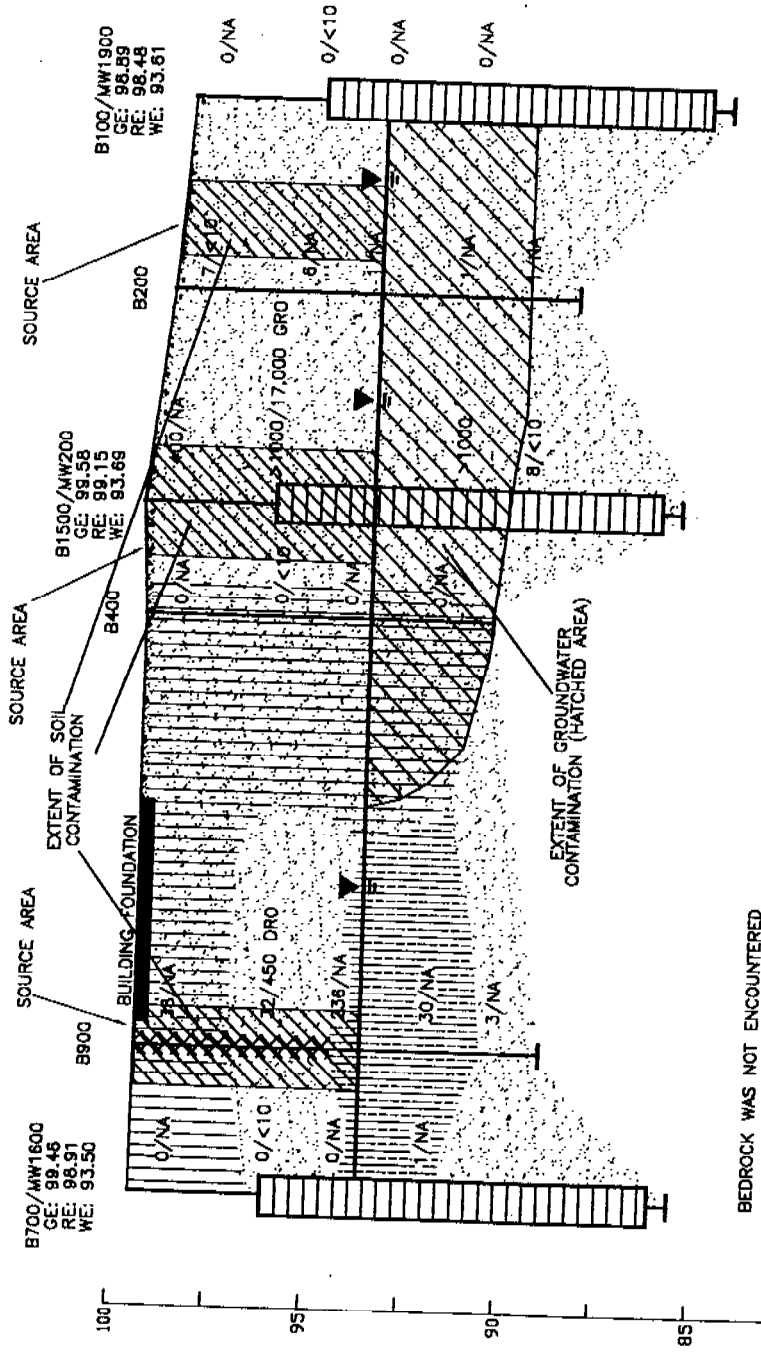 SOURCE AREA
SOURCE AREA
SOURCE AREA
B700/MW1600
GE: 99.46
RE: 98.91
WE: 93.50
B900
BUILDING FOUNDATION
EXTENT OF SOIL
CONTAMINATION
B400
B1500/MW200
GE: 99.58
RE: 99.15
WE: 93.69
B200
B100/MW1900
GE: 98.89
RE: 98.48
WE: 93.61
0/NA
0/<10
0/NA
1/NA
32/450 DRO
336/NA
30/NA
3/NA
0/NA
0/<10
0/NA
0/NA
>1000/17,000 GRO
>1000
8/<10
7/<10
6/NA
1/NA
1/NA
0/NA
0/<10
0/NA
0/NA
EXTENT OF GROUNDWATER
CONTAMINATION (HATCHED AREA)
BEDROCK WAS NOT ENCOUNTERED
100
95
90
85